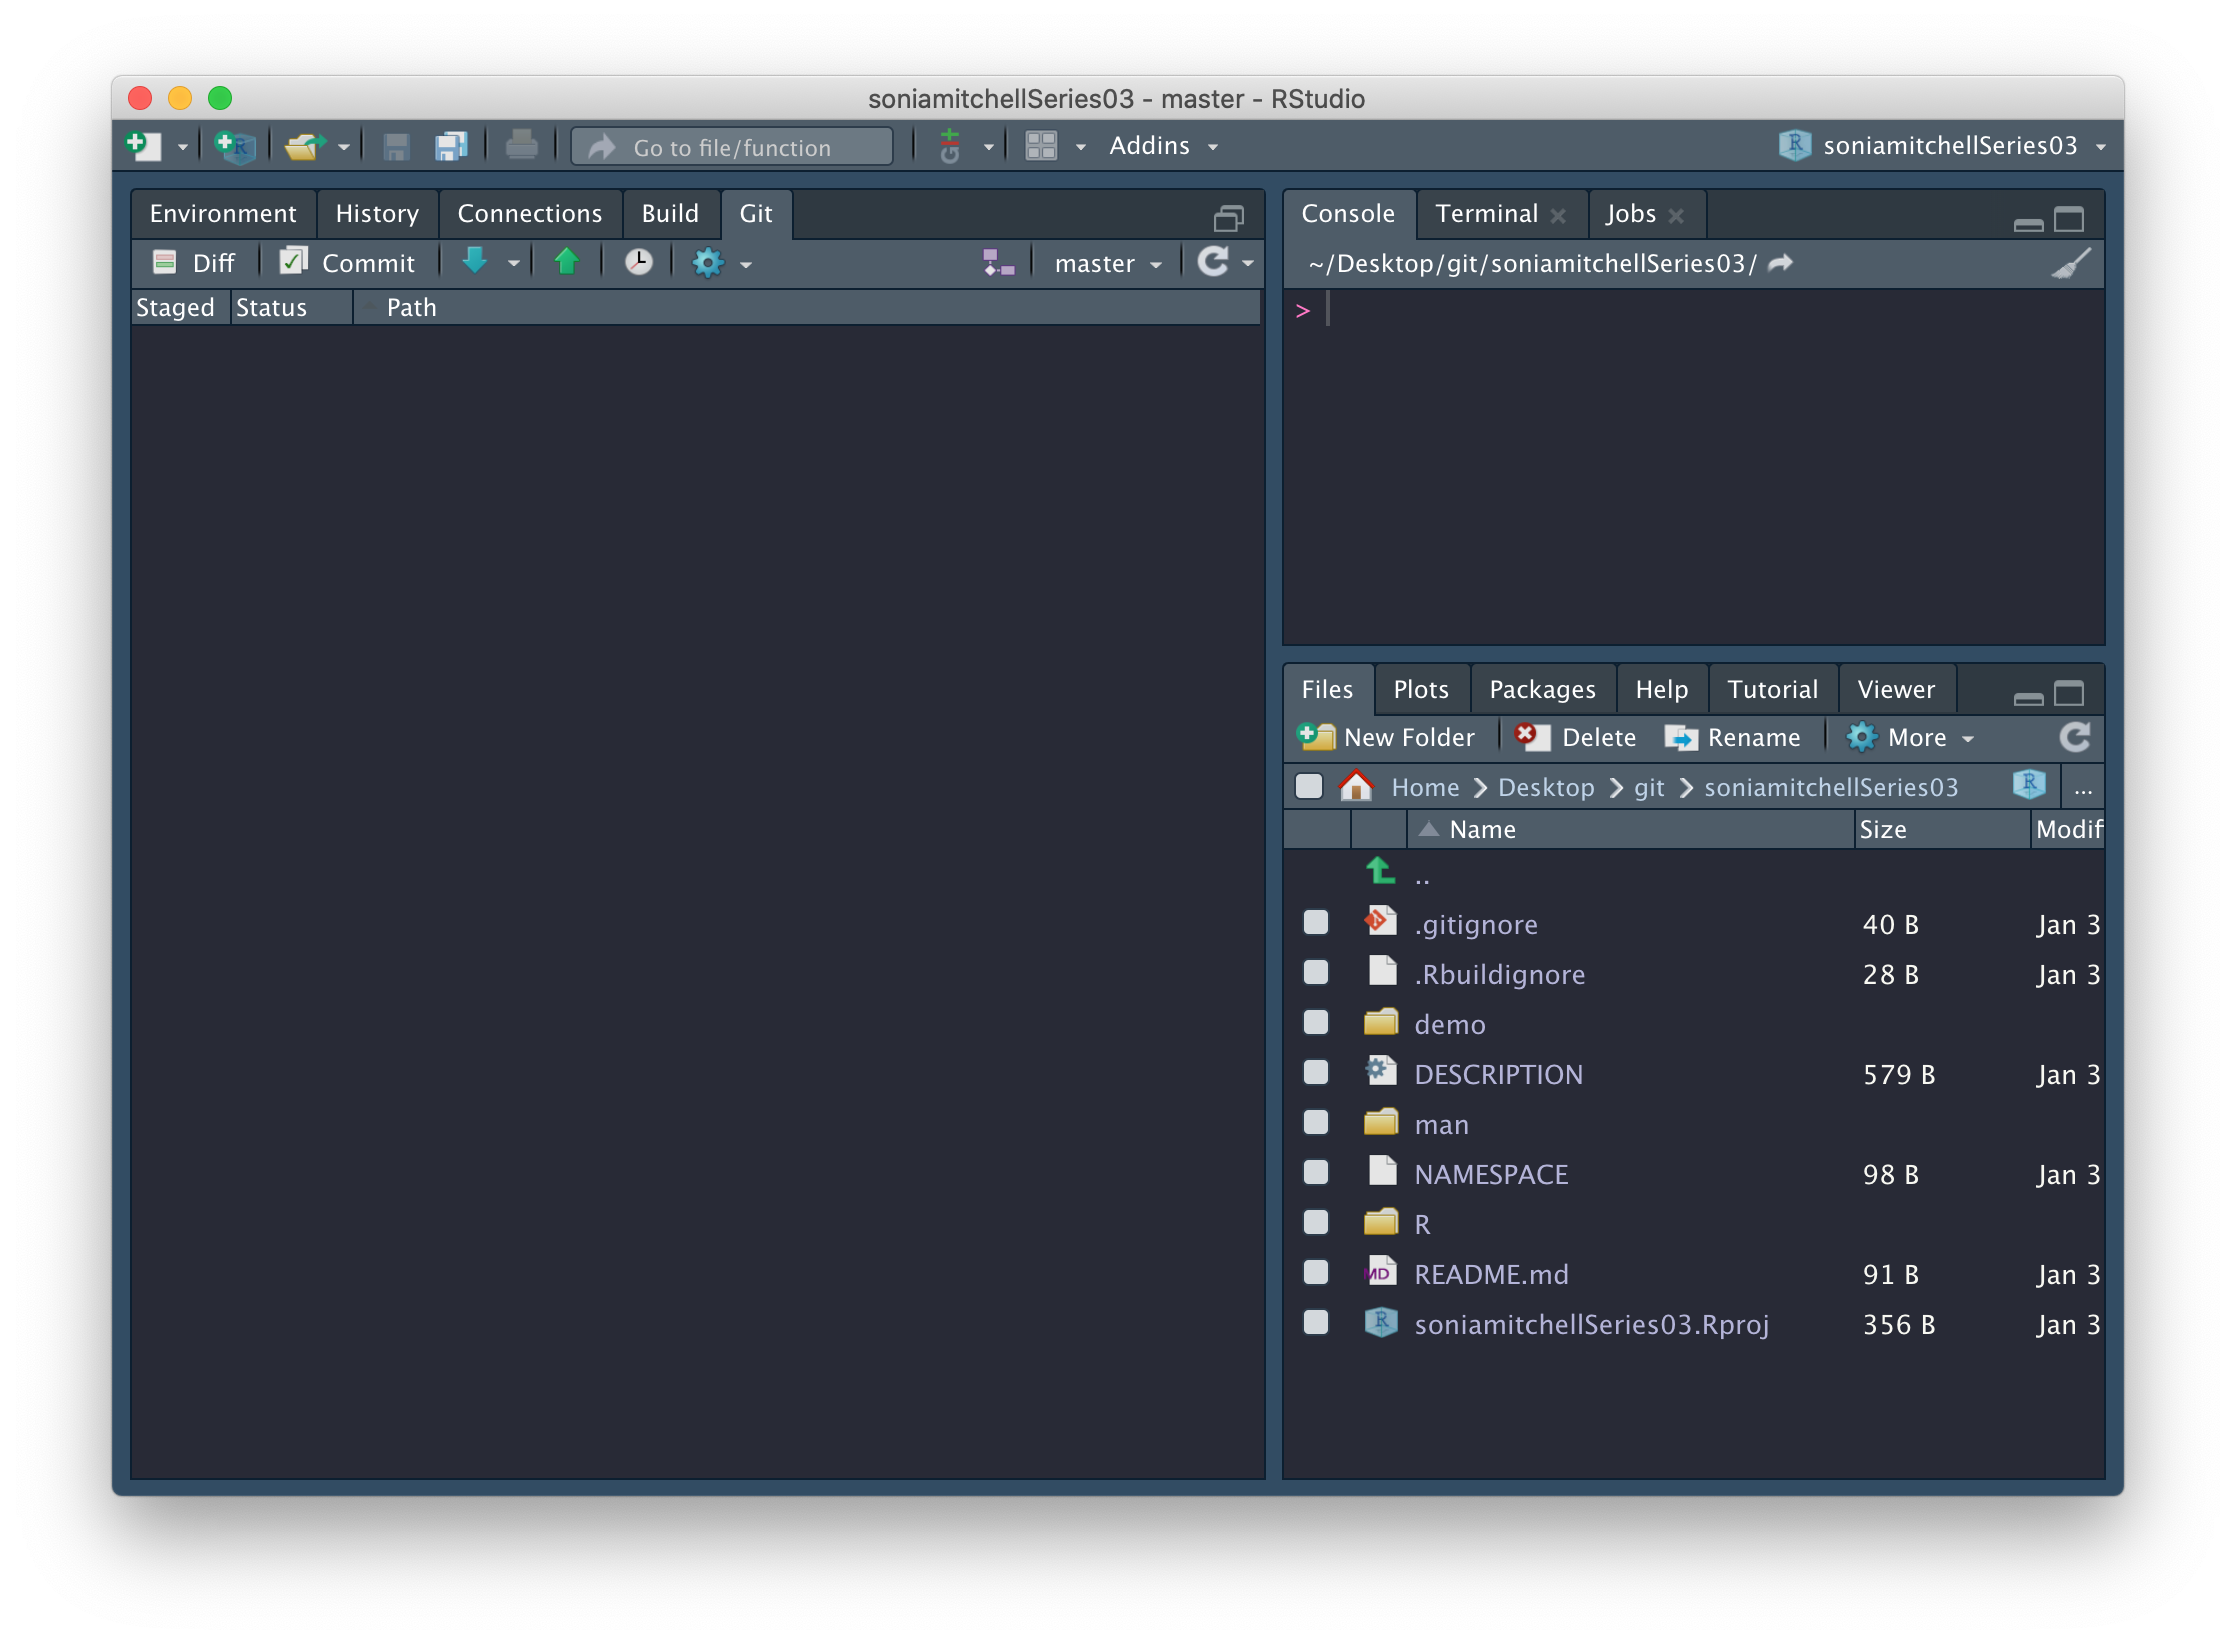 soniamitchellSeries03 - master - RStudio
Go to file/function
Git
Addins
soniamitchellSeries03
Environment History Connections Build Git
Diff Commit master
Staged Status Path
Console Terminal Jobs
~/Desktop/git/soniamitchellSeries03/
>
Files Plots Packages Help Tutorial Viewer
New Folder Delete Rename More
Home Desktop git soniamitchellSeries03 ...
Name Size Modif
..
.gitignore 40 B Jan 3
.Rbuildignore 28 B Jan 3
demo
DESCRIPTION 579 B Jan 3
man
NAMESPACE 98 B Jan 3
R
README.md 91 B Jan 3
soniamitchellSeries03.Rproj 356 B Jan 3